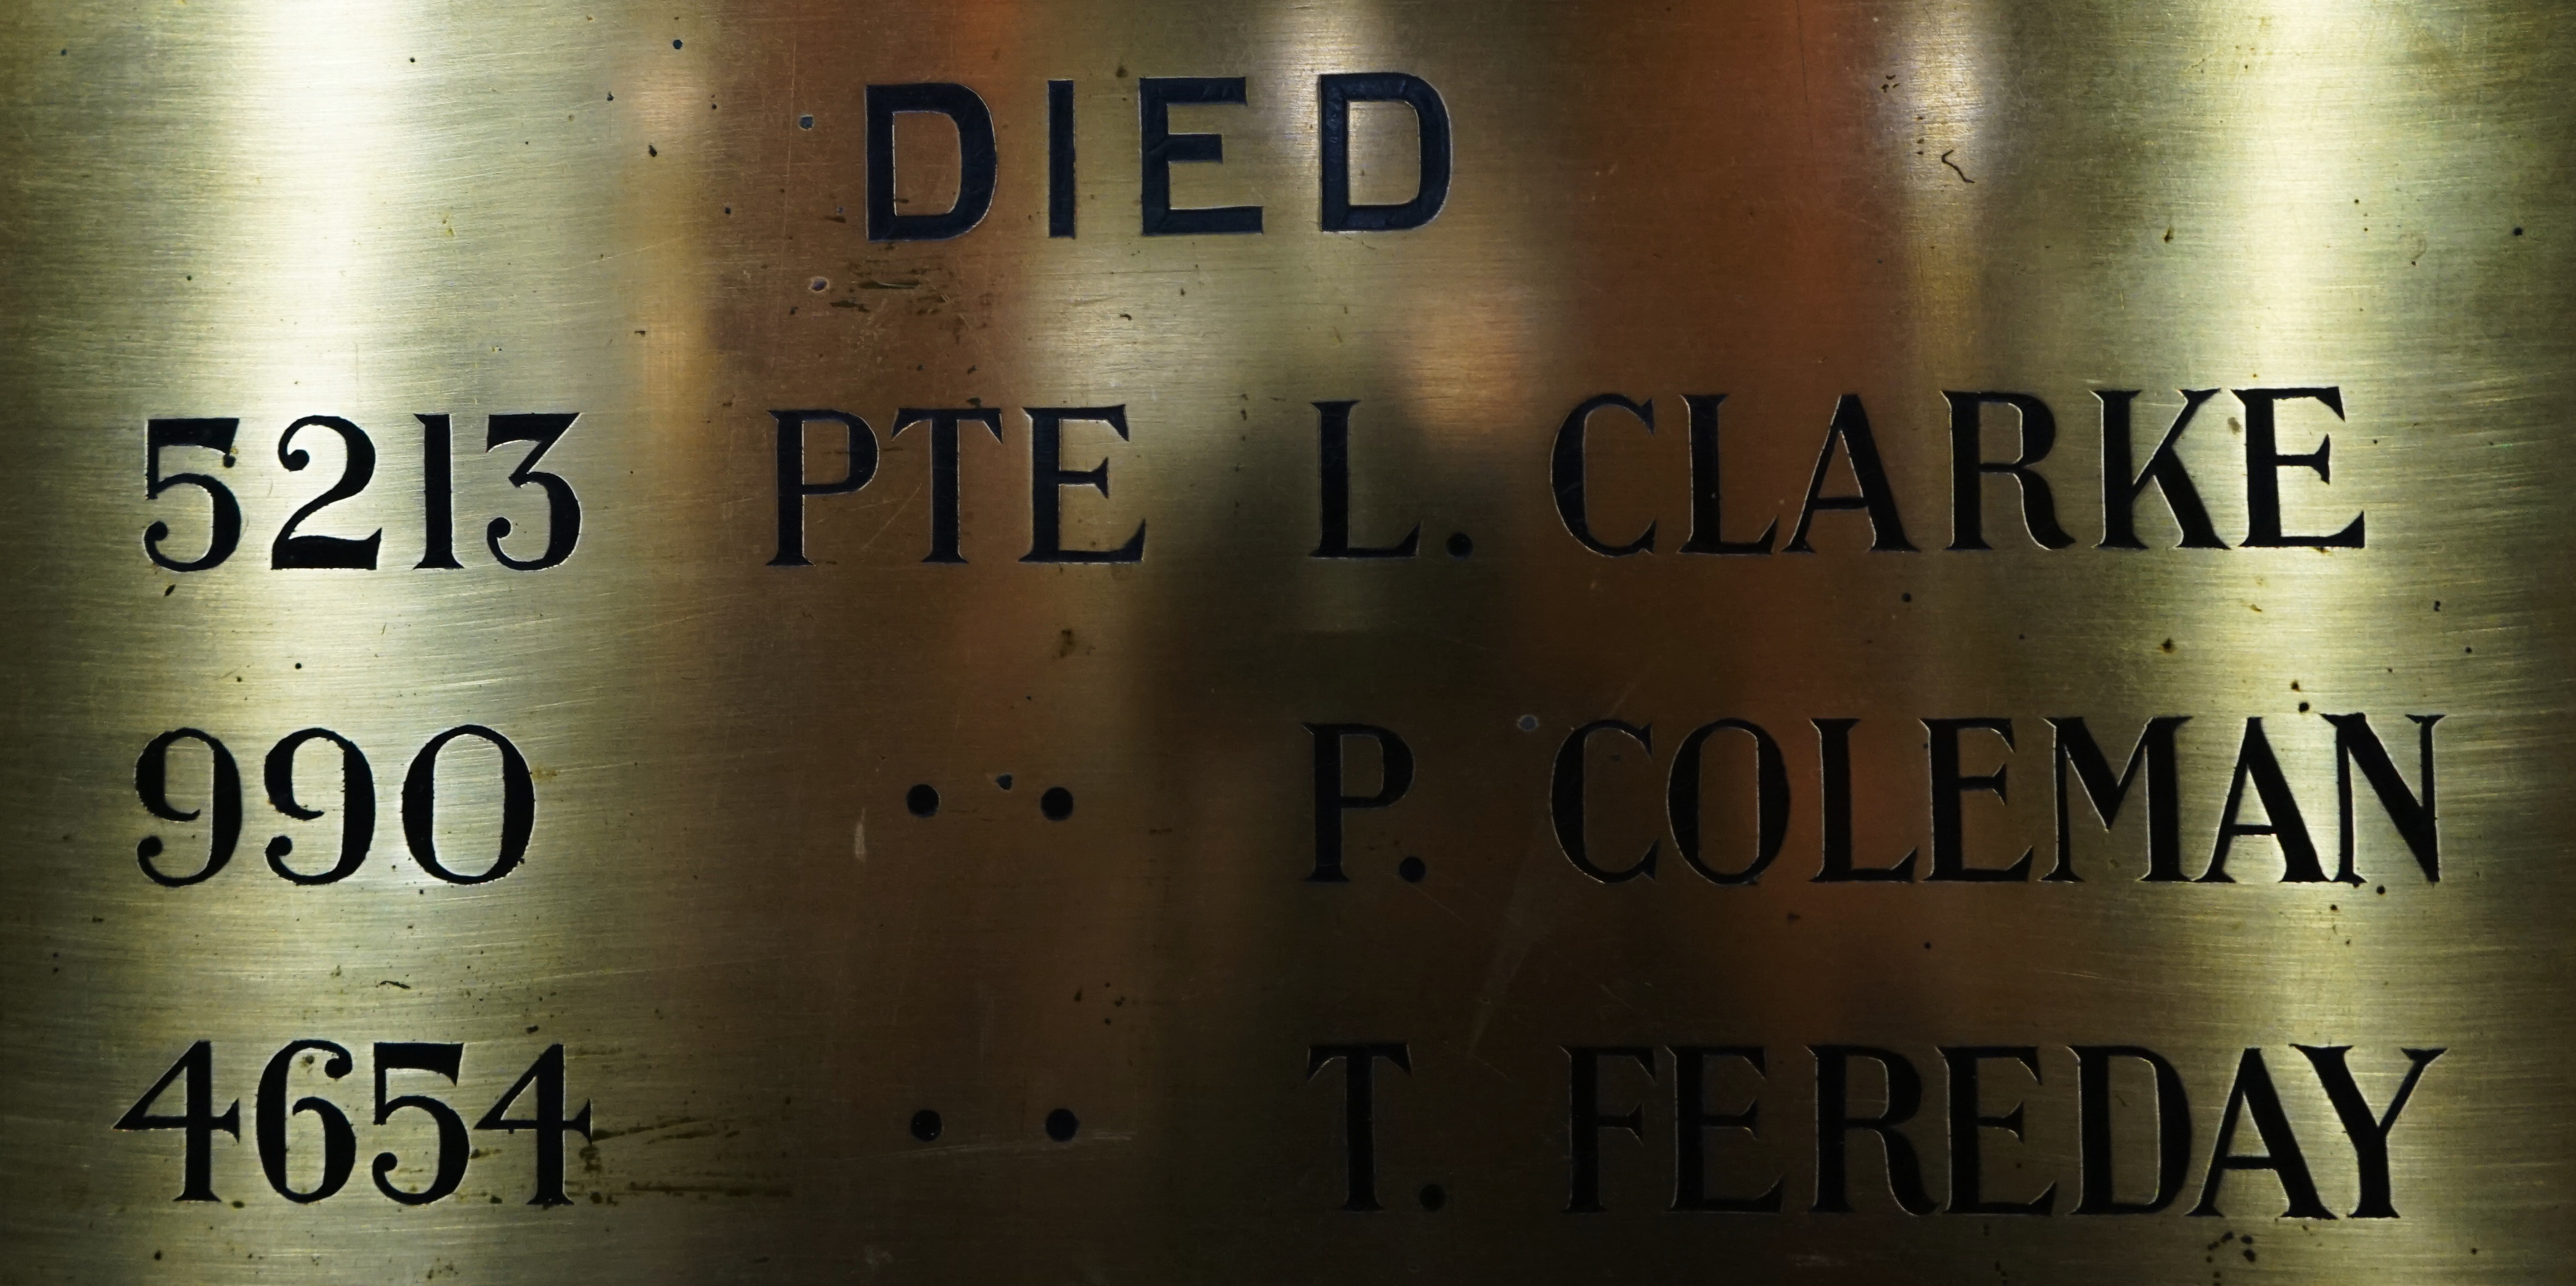 DIED
5213 PTE L. CLARKE
990 .. P. COLEMAN
4654 .. T. FEREDAY